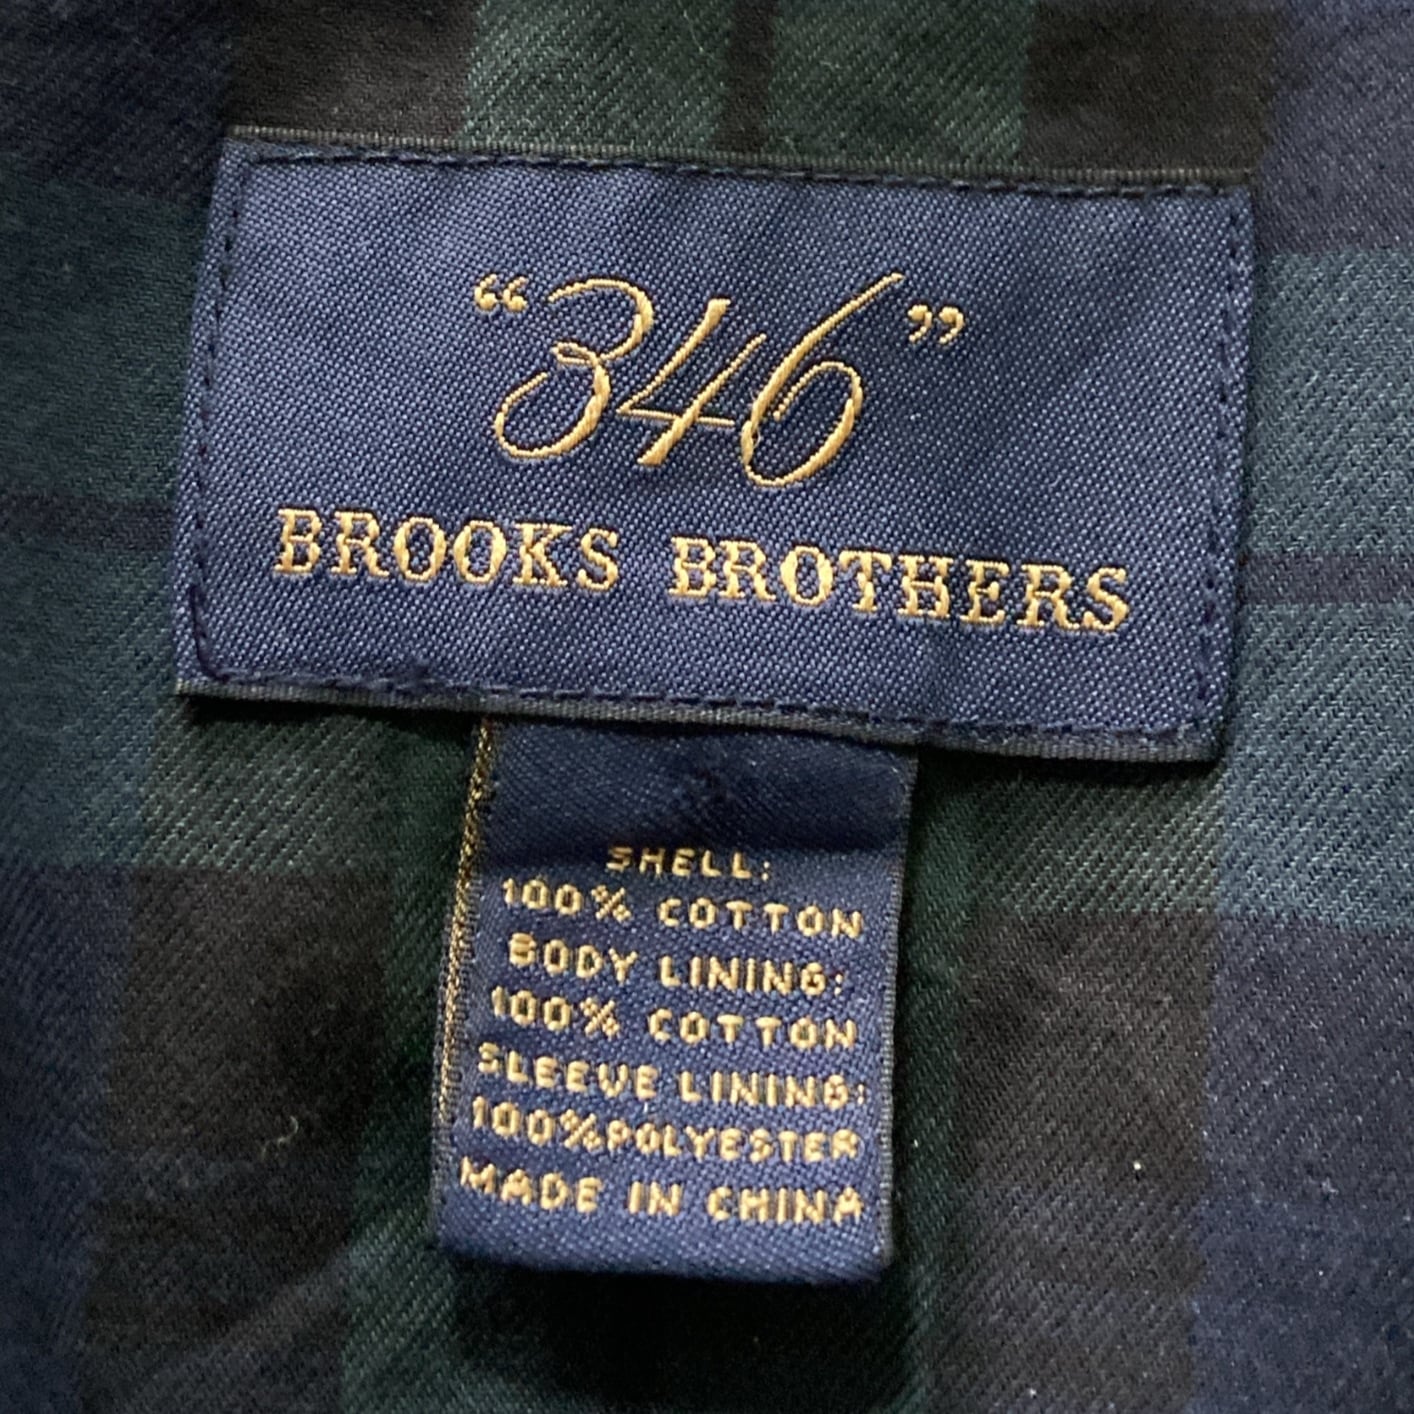 “346”
BROOKS BROTHERS
SHELL:
100% COTTON
BODY LINING:
100% COTTON
SLEEVE LINING:
100%POLYESTER
MADE IN CHINA